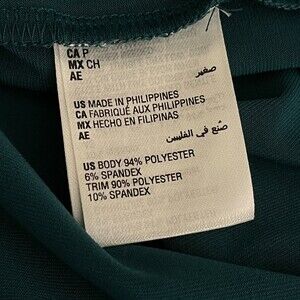 CA P
MX CH
AE صغير
US MADE IN PHILIPPINES
CA FABRIQUÉ AUX PHILIPPINES
MX HECHO EN FILIPINAS
AE صنع في الفلبين
US BODY 94% POLYESTER
6% SPANDEX
TRIM 90% POLYESTER
10% SPANDEX